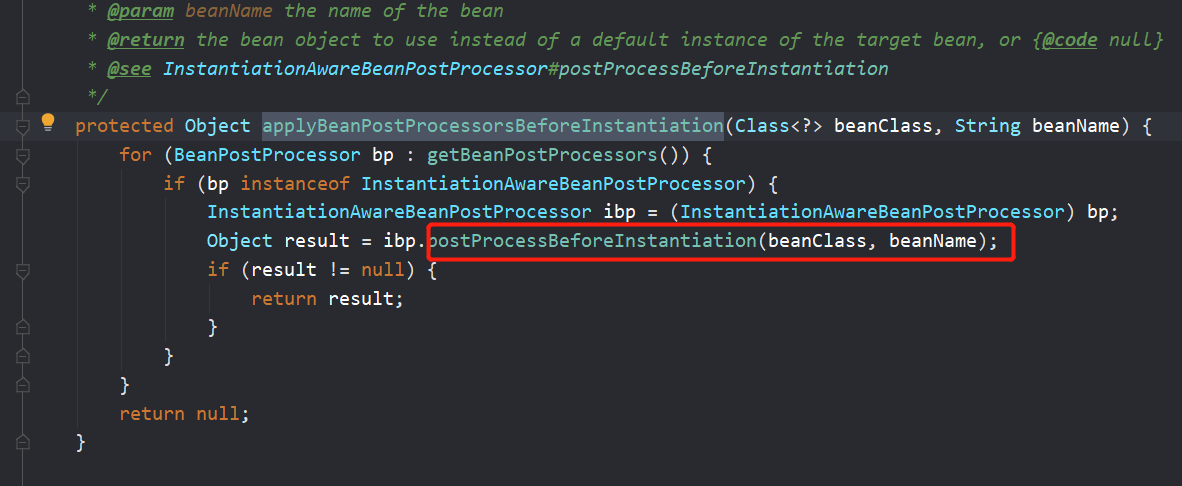 * @param beanName the name of the bean
* @return the bean object to use instead of a default instance of the target bean, or {@code null}
* @see InstantiationAwareBeanPostProcessor#postProcessBeforeInstantiation
*/
protected Object applyBeanPostProcessorsBeforeInstantiation(Class<?> beanClass, String beanName) {
for (BeanPostProcessor bp : getBeanPostProcessors()) {
if (bp instanceof InstantiationAwareBeanPostProcessor) {
InstantiationAwareBeanPostProcessor ibp = (InstantiationAwareBeanPostProcessor) bp;
Object result = ibp.postProcessBeforeInstantiation(beanClass, beanName);
if (result != null) {
return result;
}
}
}
return null;
}